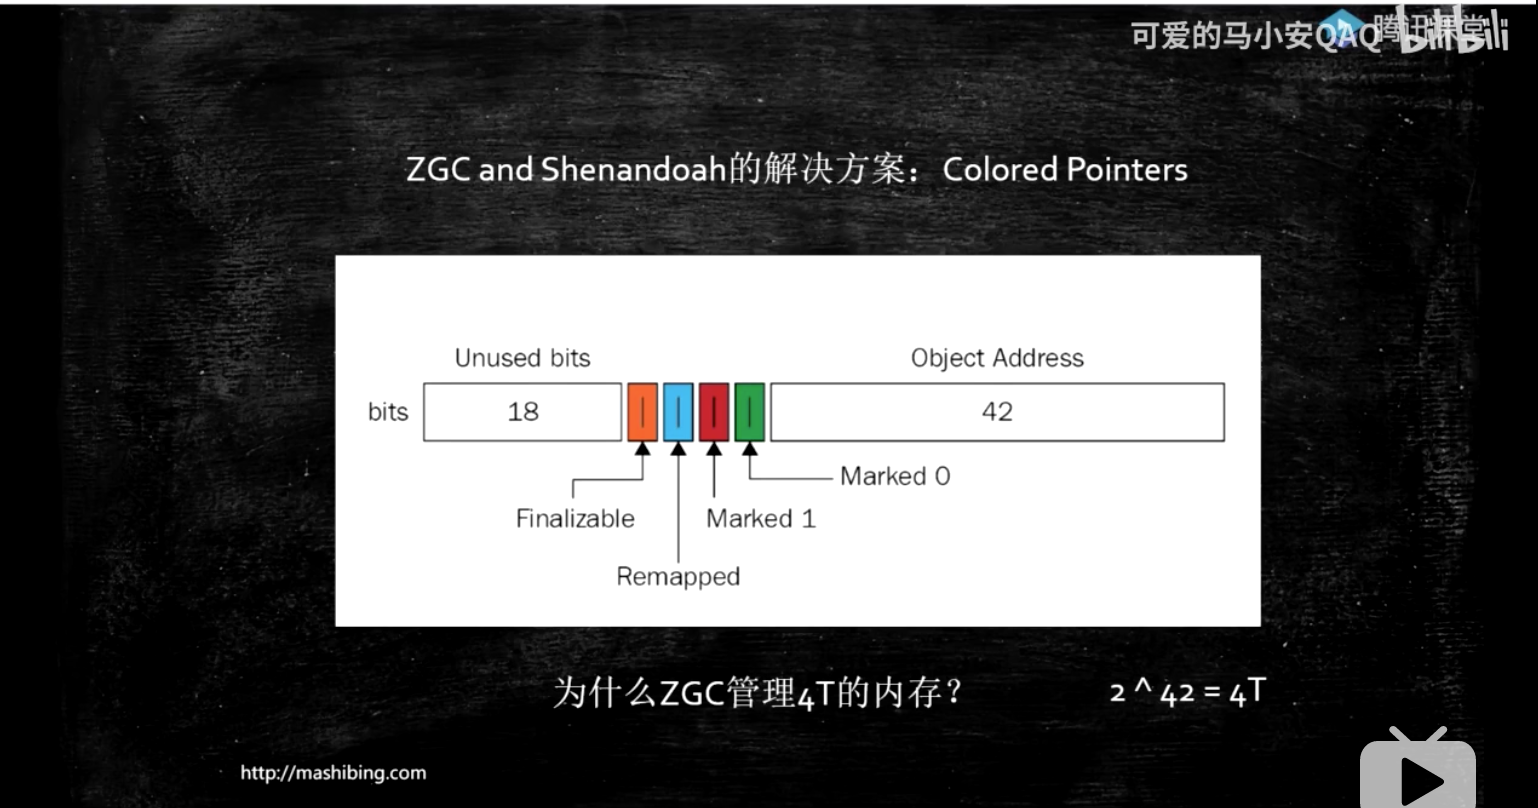 可爱的马小安QAQ
腾讯课堂
bilibili
ZGC and Shenandoah的解决方案：Colored Pointers
Unused bits
Object Address
bits
18
42
Marked 0
Finalizable
Marked 1
Remapped
为什么ZGC管理4T的内存？
2 ^ 42 = 4T
http://mashibing.com